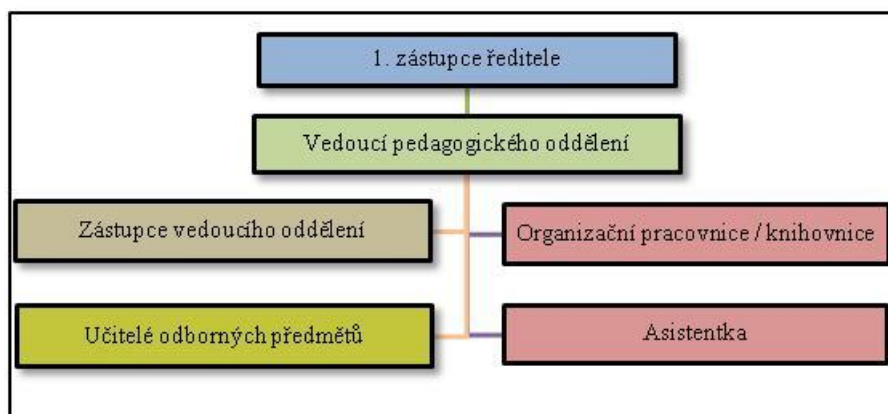 1. zástupce ředitele
Vedoucí pedagogického oddělení
Zástupce vedoucího oddělení
Organizační pracovnice / knihovnice
Učitelé odborných předmětů
Asistentka